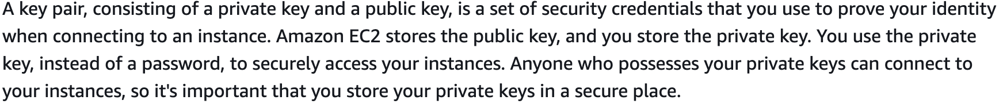 A key pair, consisting of a private key and a public key, is a set of security credentials that you use to prove your identity
when connecting to an instance. Amazon EC2 stores the public key, and you store the private key. You use the private
key, instead of a password, to securely access your instances. Anyone who possesses your private keys can connect to
your instances, so it's important that you store your private keys in a secure place.